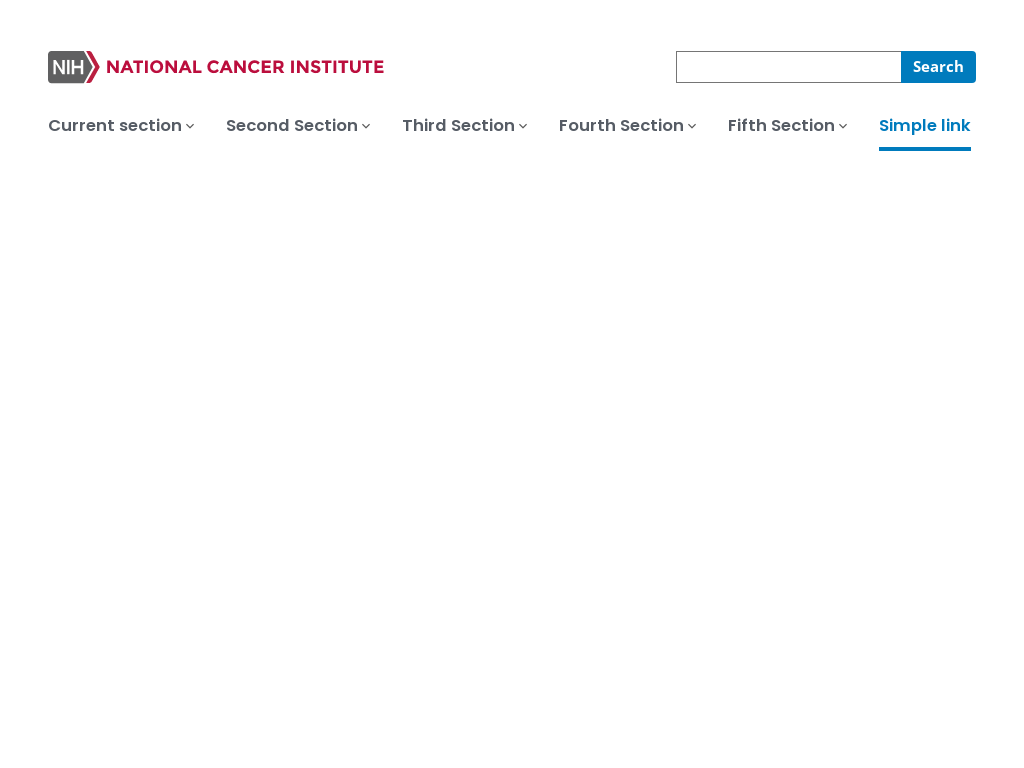 NIH NATIONAL CANCER INSTITUTE
Search
Current section Second Section Third Section Fourth Section Fifth Section Simple link